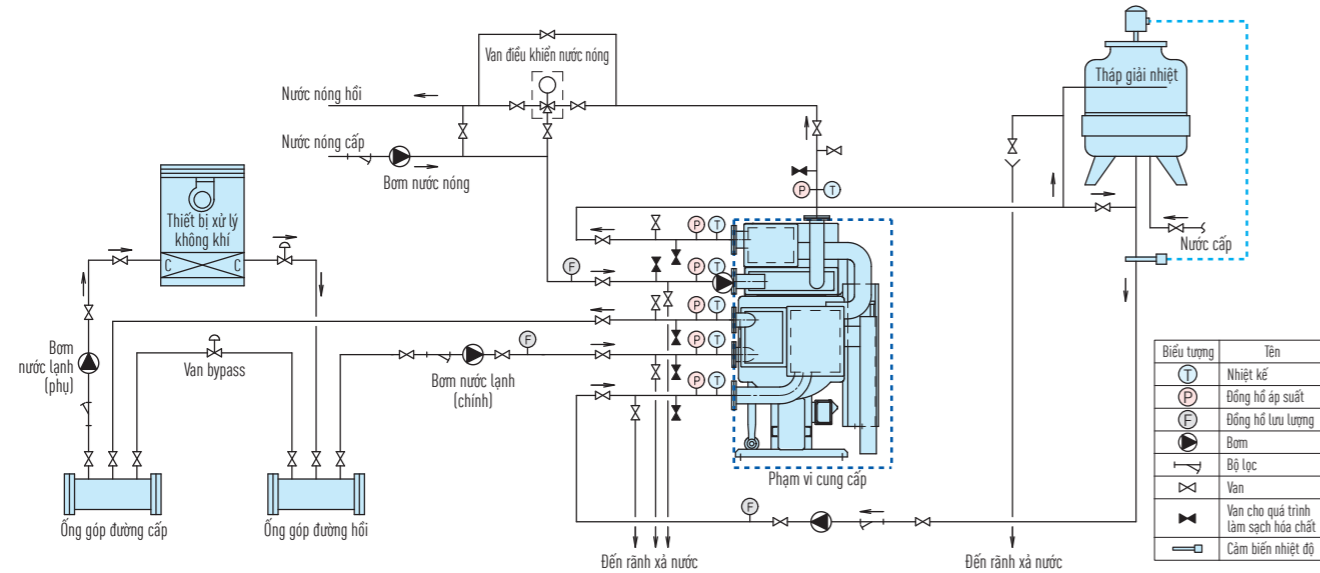 Van điều khiển nước nóng
Nước nóng hồi
Nước nóng cấp
Bơm nước nóng
Tháp giải nhiệt
Thiết bị xử lý
không khí
C
C
P
T
Nước cấp
P
T
F
P
T
P
T
F
P
T
P
T
Bơm
nước lạnh
(phụ)
Van bypass
Bơm nước lạnh
(chính)
Phạm vi cung cấp
F
Ống góp đường cấp
Ống góp đường hồi
Đến rãnh xả nước
Đến rãnh xả nước
Biểu tượng
Tên
T
Nhiệt kế
P
Đồng hồ áp suất
F
Đồng hồ lưu lượng
Bơm
Bộ lọc
Van
Van cho quá trình
làm sạch hóa chất
Cảm biến nhiệt độ